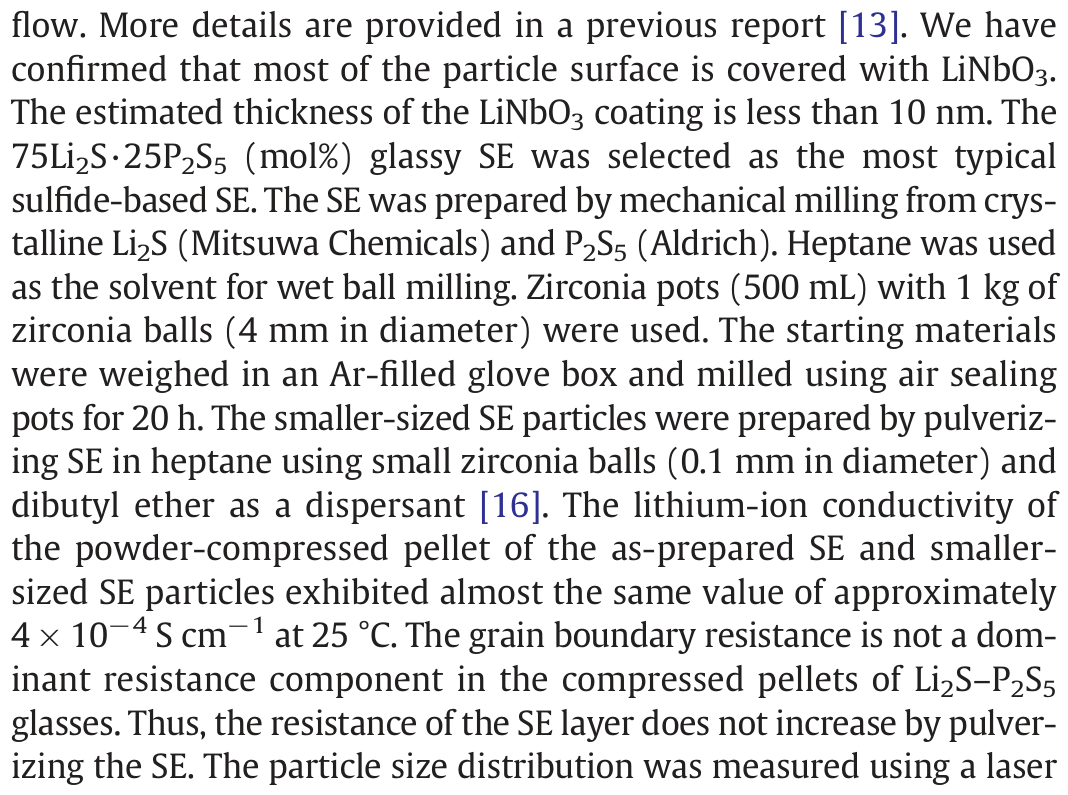 flow. More details are provided in a previous report [13]. We have
confirmed that most of the particle surface is covered with LiNbO₃.
The estimated thickness of the LiNbO₃ coating is less than 10 nm. The
75Li₂S·25P₂S₅ (mol%) glassy SE was selected as the most typical
sulfide-based SE. The SE was prepared by mechanical milling from crys-
talline Li₂S (Mitsuwa Chemicals) and P₂S₅ (Aldrich). Heptane was used
as the solvent for wet ball milling. Zirconia pots (500 mL) with 1 kg of
zirconia balls (4 mm in diameter) were used. The starting materials
were weighed in an Ar-filled glove box and milled using air sealing
pots for 20 h. The smaller-sized SE particles were prepared by pulveriz-
ing SE in heptane using small zirconia balls (0.1 mm in diameter) and
dibutyl ether as a dispersant [16]. The lithium-ion conductivity of
the powder-compressed pellet of the as-prepared SE and smaller-
sized SE particles exhibited almost the same value of approximately
4 × 10⁻⁴ S cm⁻¹ at 25 °C. The grain boundary resistance is not a dom-
inant resistance component in the compressed pellets of Li₂S–P₂S₅
glasses. Thus, the resistance of the SE layer does not increase by pulver-
izing the SE. The particle size distribution was measured using a laser